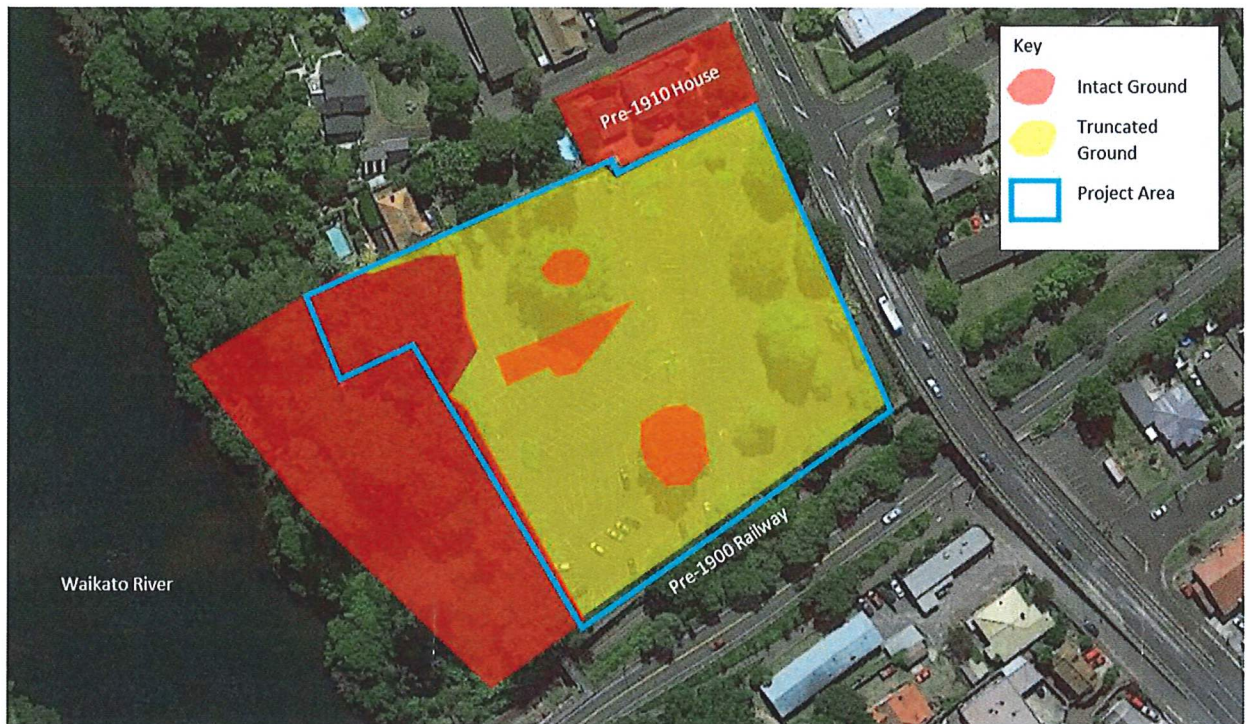 Key
Intact Ground
Truncated
Ground
Project Area
Pre-1910 House
Pre-1900 Railway
Waikato River